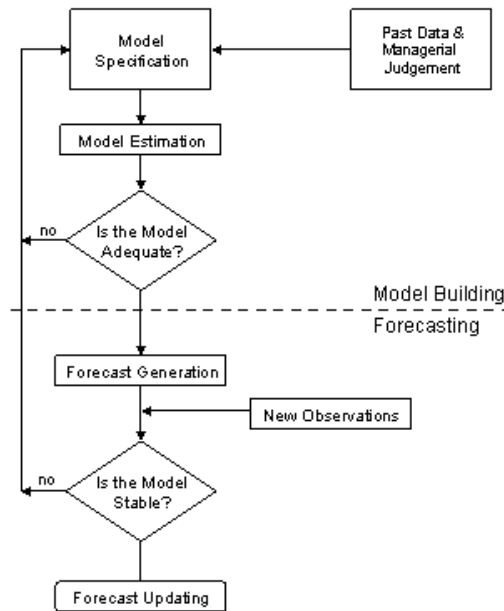 Model
Specification
Past Data &
Managerial
Judgement
Model Estimation
no
Is the Model
Adequate?
Model Building
Forecasting
Forecast Generation
New Observations
no
Is the Model
Stable?
Forecast Updating